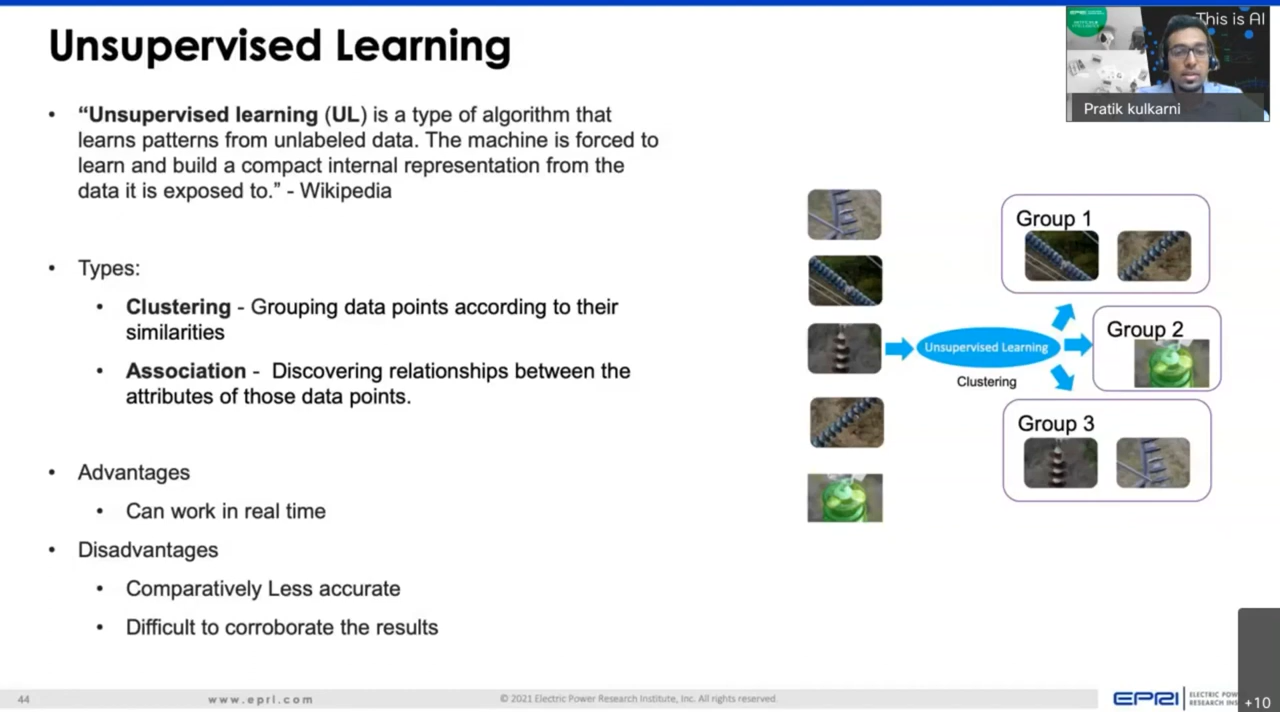 Unsupervised Learning
• “Unsupervised learning (UL) is a type of algorithm that
learns patterns from unlabeled data. The machine is forced to
learn and build a compact internal representation from the
data it is exposed to.” - Wikipedia
• Types:
• Clustering - Grouping data points according to their
similarities
• Association - Discovering relationships between the
attributes of those data points.
• Advantages
• Can work in real time
• Disadvantages
• Comparatively Less accurate
• Difficult to corroborate the results
Unsupervised Learning
Clustering
Group 1
Group 2
Group 3
This is AI
Pratik kulkarni
44
www.epri.com
© 2021 Electric Power Research Institute, Inc. All rights reserved.
EPRI
ELECTRIC POW
RESEARCH INS
+10